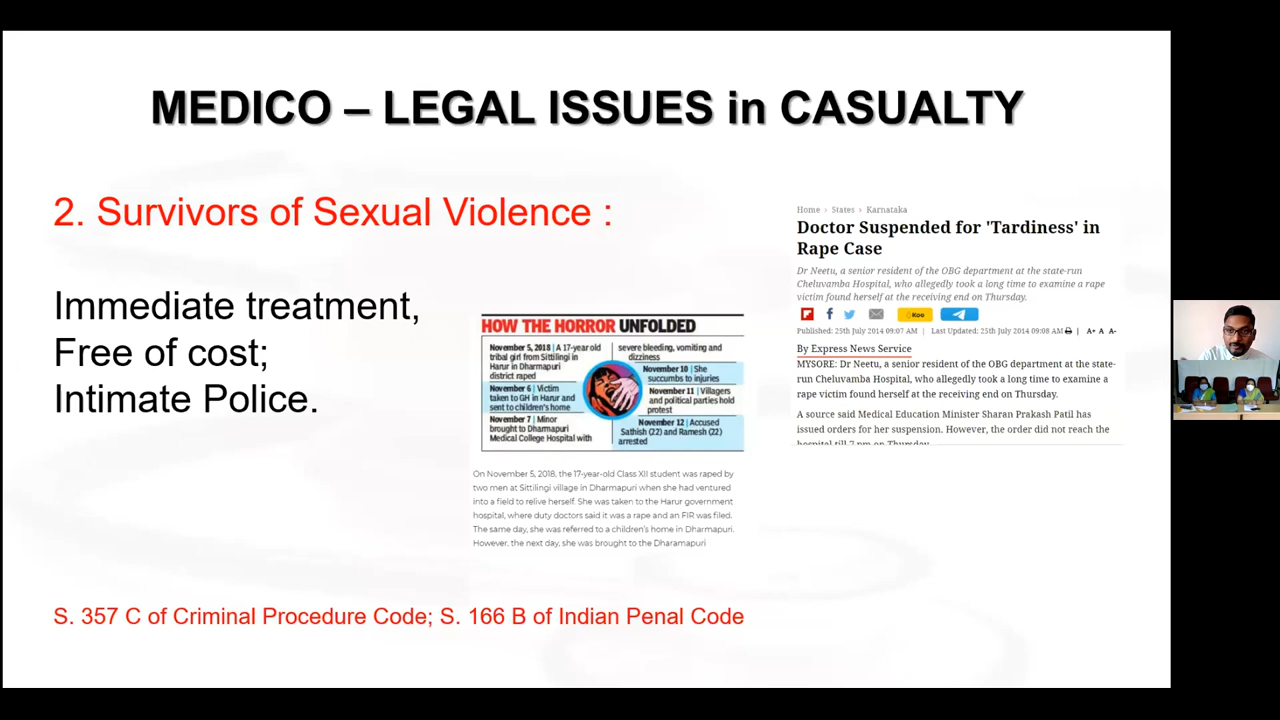 MEDICO – LEGAL ISSUES in CASUALTY
2. Survivors of Sexual Violence :
Immediate treatment,
Free of cost;
Intimate Police.
HOW THE HORROR UNFOLDED
November 5, 2018 | A 17-year old
tribal girl from Sittilingi in
Harur in Dharmapuri
district raped
November 6 | Victim
taken to GH in Harur and
sent to children's home
November 7 | Minor
brought to Dharmapuri
Medical College Hospital with
severe bleeding, vomiting and
dizziness
November 10 | She
succumbs to injuries
November 11 | Villagers
and political parties hold
protest
November 12 | Accused
Sathish (22) and Ramesh (22)
arrested
On November 5, 2018, the 17-year-old Class XII student was raped by
two men at Sittilingi village in Dharmapuri when she had ventured
into a field to relive herself. She was taken to the Harur government
hospital, where duty doctors said it was a rape and an FIR was filed.
The same day, she was referred to a children's home in Dharmapuri.
However, the next day, she was brought to the Dharamapuri
Home > States > Karnataka
Doctor Suspended for 'Tardiness' in
Rape Case
Dr Neetu, a senior resident of the OBG department at the state-run
Cheluvamba Hospital, who allegedly took a long time to examine a rape
victim found herself at the receiving end on Thursday.
Koo
Published: 25th July 2014 09:07 AM | Last Updated: 25th July 2014 09:08 AM | A+ A A-
By Express News Service
MYSORE: Dr Neetu, a senior resident of the OBG department at the state-
run Cheluvamba Hospital, who allegedly took a long time to examine a
rape victim found herself at the receiving end on Thursday.
A source said Medical Education Minister Sharan Prakash Patil has
issued orders for her suspension. However, the order did not reach the
hospital till 7 pm on Thursday.
S. 357 C of Criminal Procedure Code; S. 166 B of Indian Penal Code